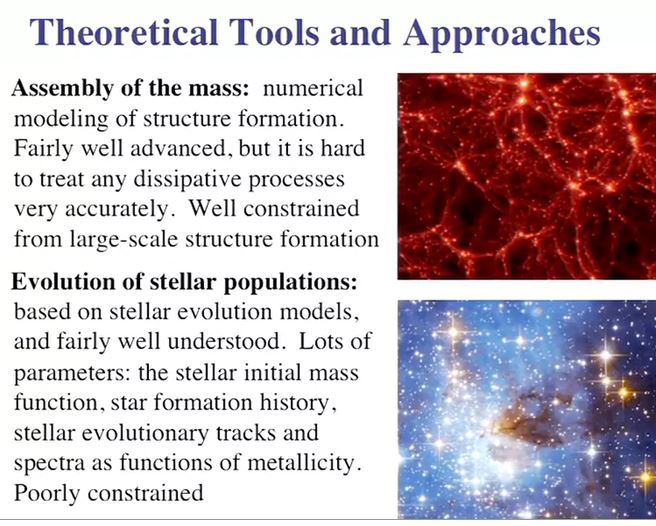 Theoretical Tools and Approaches
Assembly of the mass: numerical
modeling of structure formation.
Fairly well advanced, but it is hard
to treat any dissipative processes
very accurately. Well constrained
from large-scale structure formation
Evolution of stellar populations:
based on stellar evolution models,
and fairly well understood. Lots of
parameters: the stellar initial mass
function, star formation history,
stellar evolutionary tracks and
spectra as functions of metallicity.
Poorly constrained